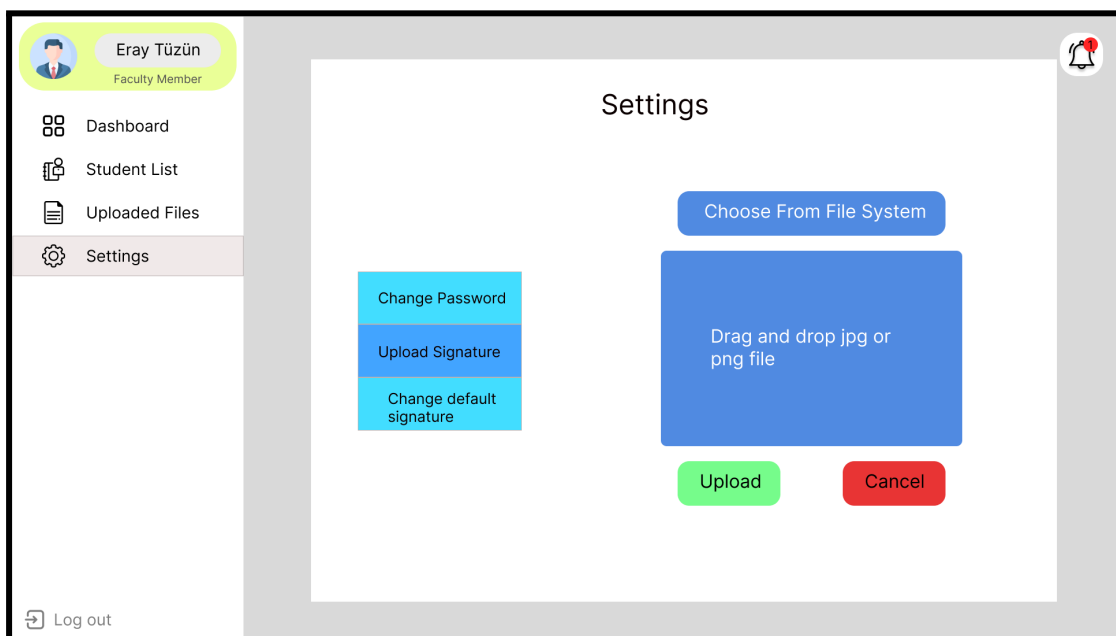 Eray Tüzün
Faculty Member
1
Dashboard
Student List
Uploaded Files
Settings
Log out
Settings
Change Password
Upload Signature
Change default
signature
Choose From File System
Drag and drop jpg or
png file
Upload
Cancel